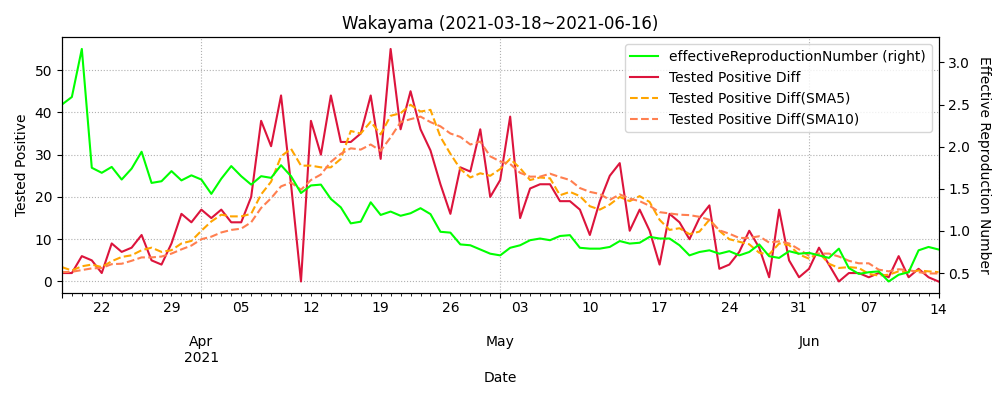 Wakayama (2021-03-18~2021-06-16)
effectiveReproductionNumber (right)
Tested Positive Diff
Tested Positive Diff(SMA5)
Tested Positive Diff(SMA10)
Tested Positive
50
40
30
20
10
0
3.0
2.5
2.0
1.5
1.0
0.5
Effective Reproduction Number
22 29 05 12 19 26 03 10 17 24 31 07 14
Apr May Jun
2021
Date